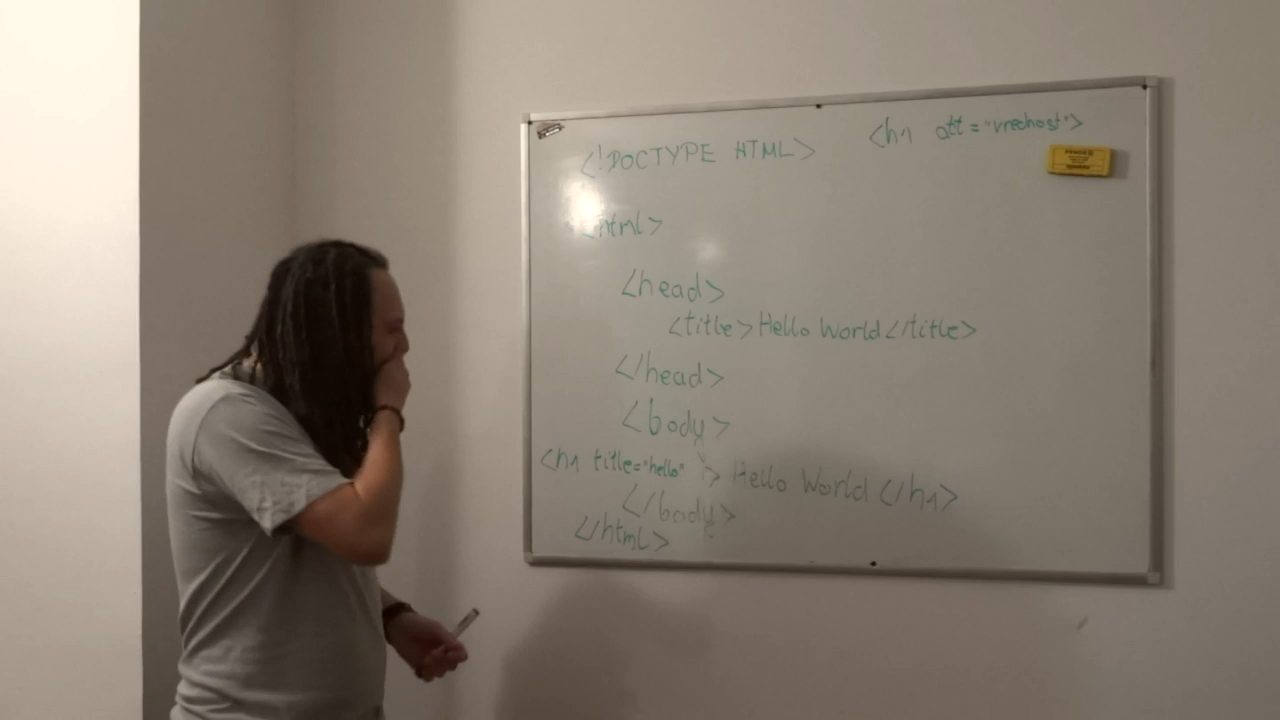 <h1 att="vrechost">
<!DOCTYPE HTML>
<html>
<head>
<title>Hello World</title>
</head>
<body>
<h1 title="hello" > Hello World </h1>
</body>
</html>